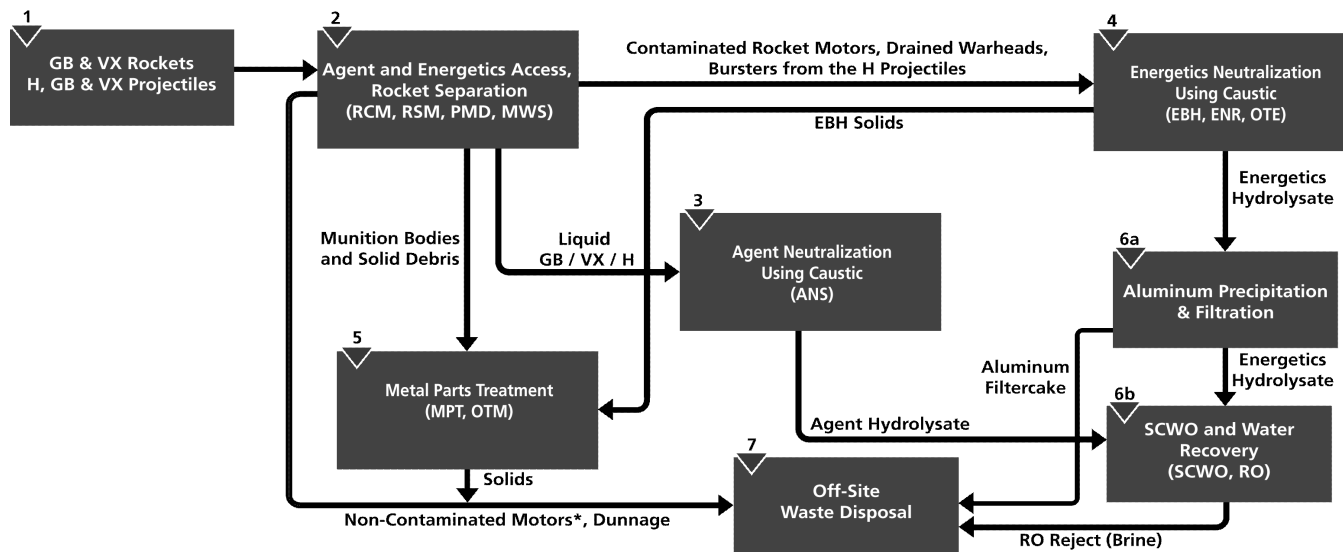 1
GB & VX Rockets
H, GB & VX Projectiles
2
Agent and Energetics Access,
Rocket Separation
(RCM, RSM, PMD, MWS)
Contaminated Rocket Motors, Drained Warheads,
Bursters from the H Projectiles
4
Energetics Neutralization
Using Caustic
(EBH, ENR, OTE)
EBH Solids
Energetics
Hydrolysate
3
Agent Neutralization
Using Caustic
(ANS)
Munition Bodies
and Solid Debris
Liquid
GB / VX / H
6a
Aluminum Precipitation
& Filtration
5
Metal Parts Treatment
(MPT, OTM)
Aluminum
Filtercake
Energetics
Hydrolysate
Agent Hydrolysate
6b
SCWO and Water
Recovery
(SCWO, RO)
7
Off-Site
Waste Disposal
Solids
Non-Contaminated Motors*, Dunnage
RO Reject (Brine)